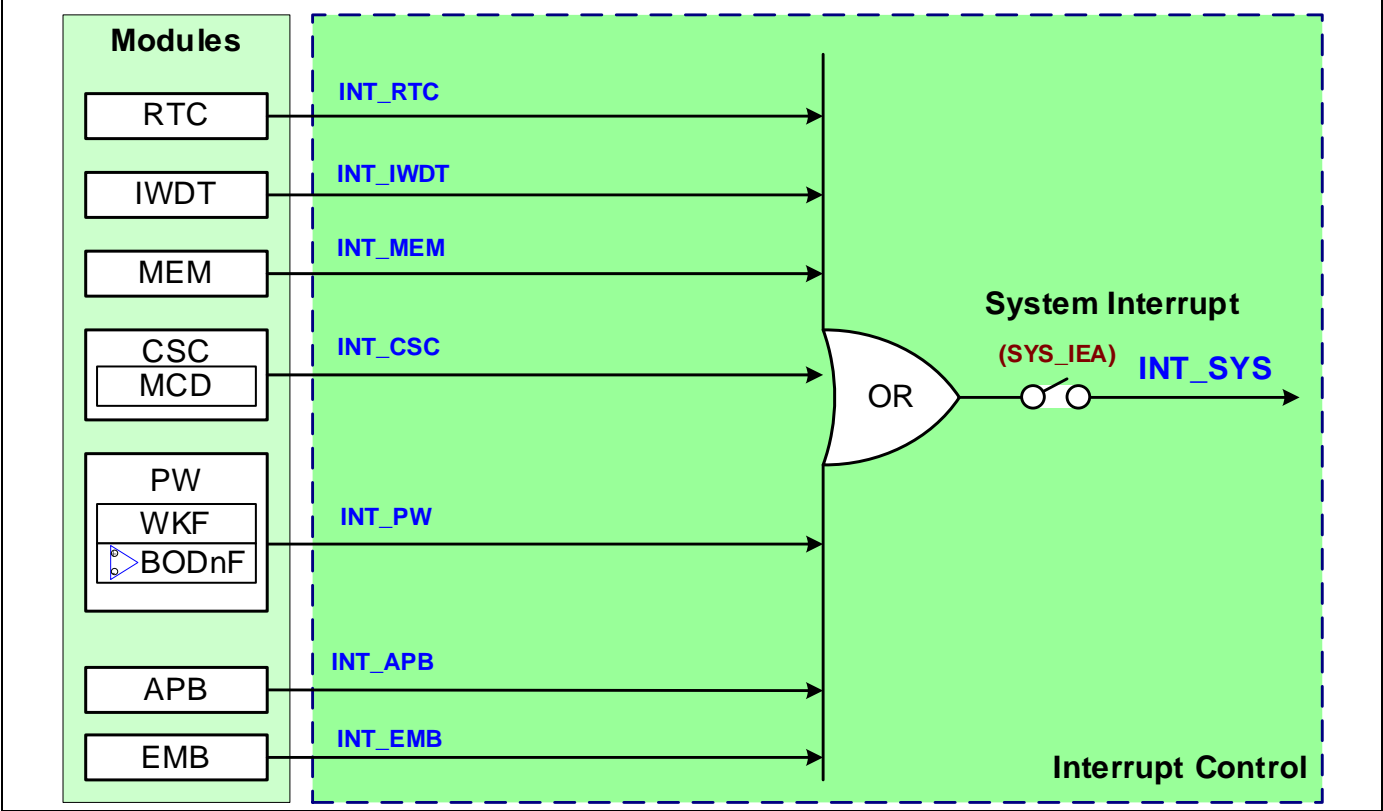 Modules
RTC
INT_RTC
IWDT
INT_IWDT
MEM
INT_MEM
CSC
MCD
INT_CSC
OR
System Interrupt
(SYS_IEA)
INT_SYS
PW
WKF
BODnF
INT_PW
APB
INT_APB
EMB
INT_EMB
Interrupt Control